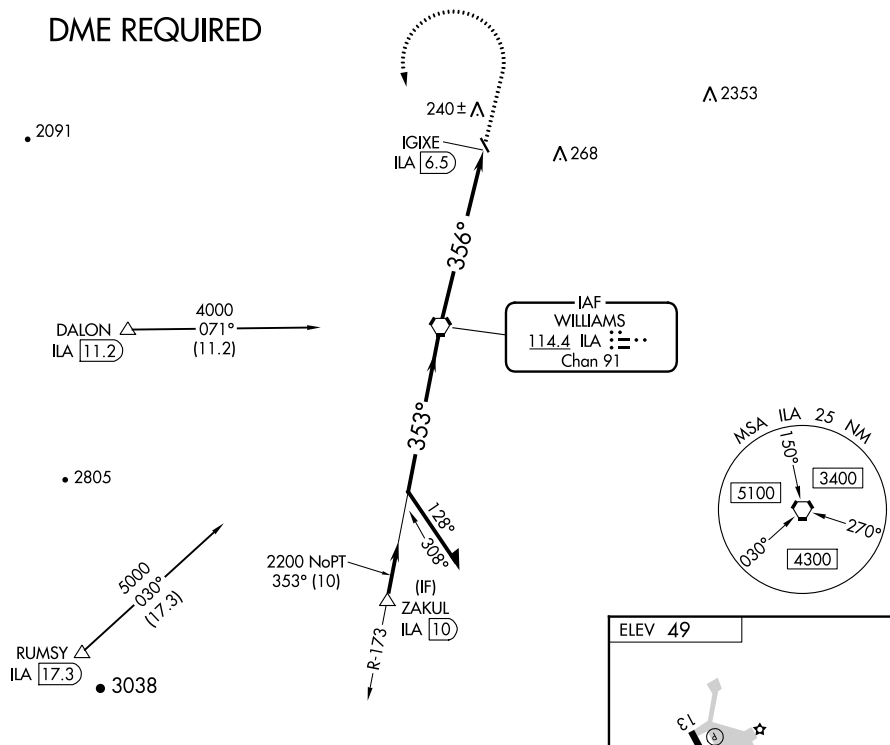 DME REQUIRED
2353
240±
2091
IGIXE
ILA 6.5
268
356°
4000
071°
(11.2)
DALON
ILA 11.2
IAF
WILLIAMS
114.4 ILA
Chan 91
353°
MSA ILA 25 NM
150°
3400
5100
270°
030°
4300
2805
128°
308°
5000
030°
(17.3)
2200 NoPT
353° (10)
(IF)
ZAKUL
ILA 10
R-173
RUMSY
ILA 17.3
3038
ELEV 49
13
P